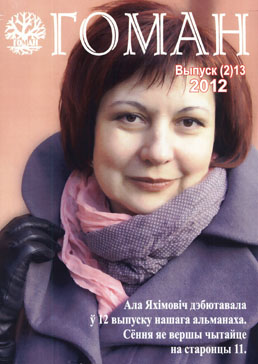 ГОМАН
ГОМАН
Выпуск (2)13
2012
Ала Яхімовіч дэбютавала
ў 12 выпуску нашага альманаха.
Сёння яе вершы чытайце
на старонцы 11.